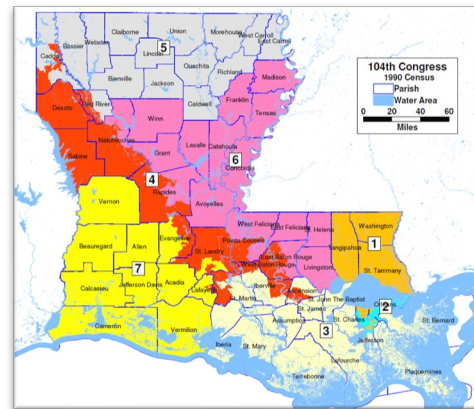 104th Congress
1990 Census
Parish
Water Area
0 20 40 60
Miles
Claiborne
Union
Morehouse
West Carroll
East Carroll
Bossier
Webster
Caddo
Lincoln
5
Ouachita
Richland
Madison
Bienville
Jackson
Caldwell
Franklin
Tensas
Desoto
Red River
Winn
Natchitoches
Lasalle
Catahoula
Grant
6
Concordia
Sabine
4
Rapides
Avoyelles
Vernon
West Feliciana
East Feliciana
St. Helena
Washington
Tangipahoa
1
Beauregard
Allen
Evangeline
St. Landry
Pointe Coupee
East Baton Rouge
West Baton Rouge
Livingston
St. Tammany
7
Calcasieu
Jefferson Davis
Acadia
Lafayette
St. Martin
Iberville
Ascension
St. John The Baptist
Orleans
2
St. James
St. Charles
St. Bernard
Assumption
3
Jefferson
Cameron
Vermilion
Iberia
St. Mary
Lafourche
Plaquemines
Terrebonne